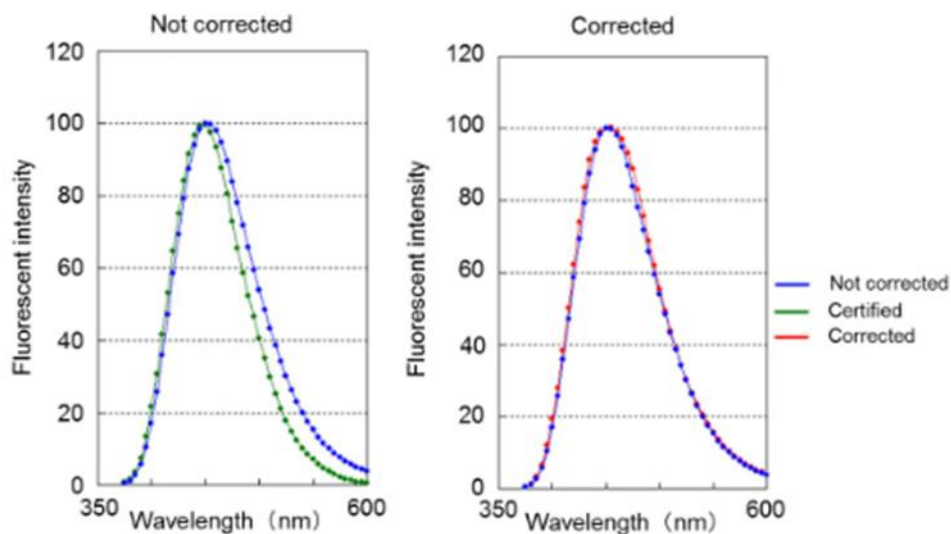 Not corrected
120
100
80
60
40
20
0
Fluorescent intensity
350
600
Wavelength（nm）
Corrected
120
100
80
60
40
20
0
Fluorescent intensity
350
600
Wavelength（nm）
Not corrected
Certified
Corrected